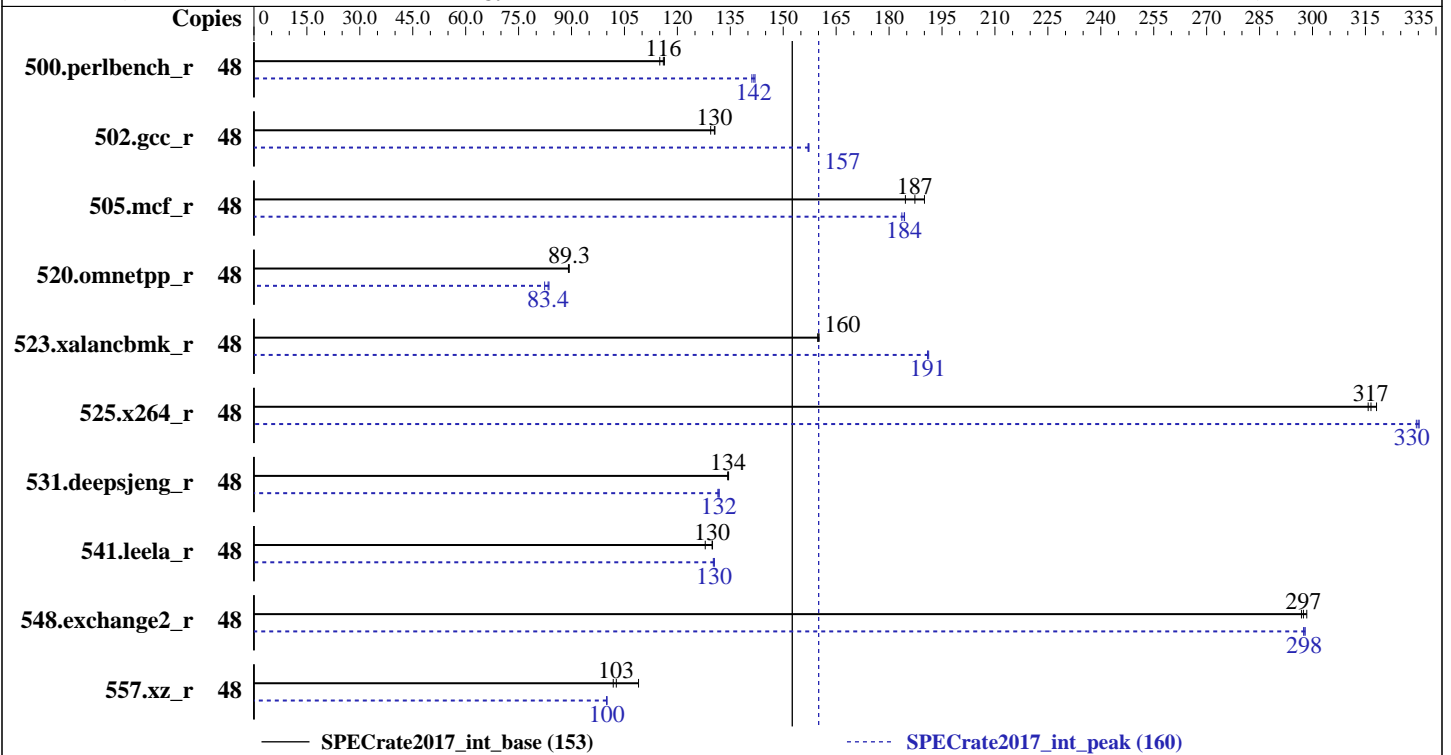 Copies 0 15.0 30.0 45.0 60.0 75.0 90.0 105 120 135 150 165 180 195 210 225 240 255 270 285 300 315 335
116
500.perlbench_r 48
142
130
502.gcc_r 48
157
187
505.mcf_r 48
184
89.3
520.omnetpp_r 48
83.4
160
523.xalancbmk_r 48
191
317
525.x264_r 48
330
134
531.deepsjeng_r 48
132
130
541.leela_r 48
130
297
548.exchange2_r 48
298
103
557.xz_r 48
100
SPECrate2017_int_base (153) SPECrate2017_int_peak (160)